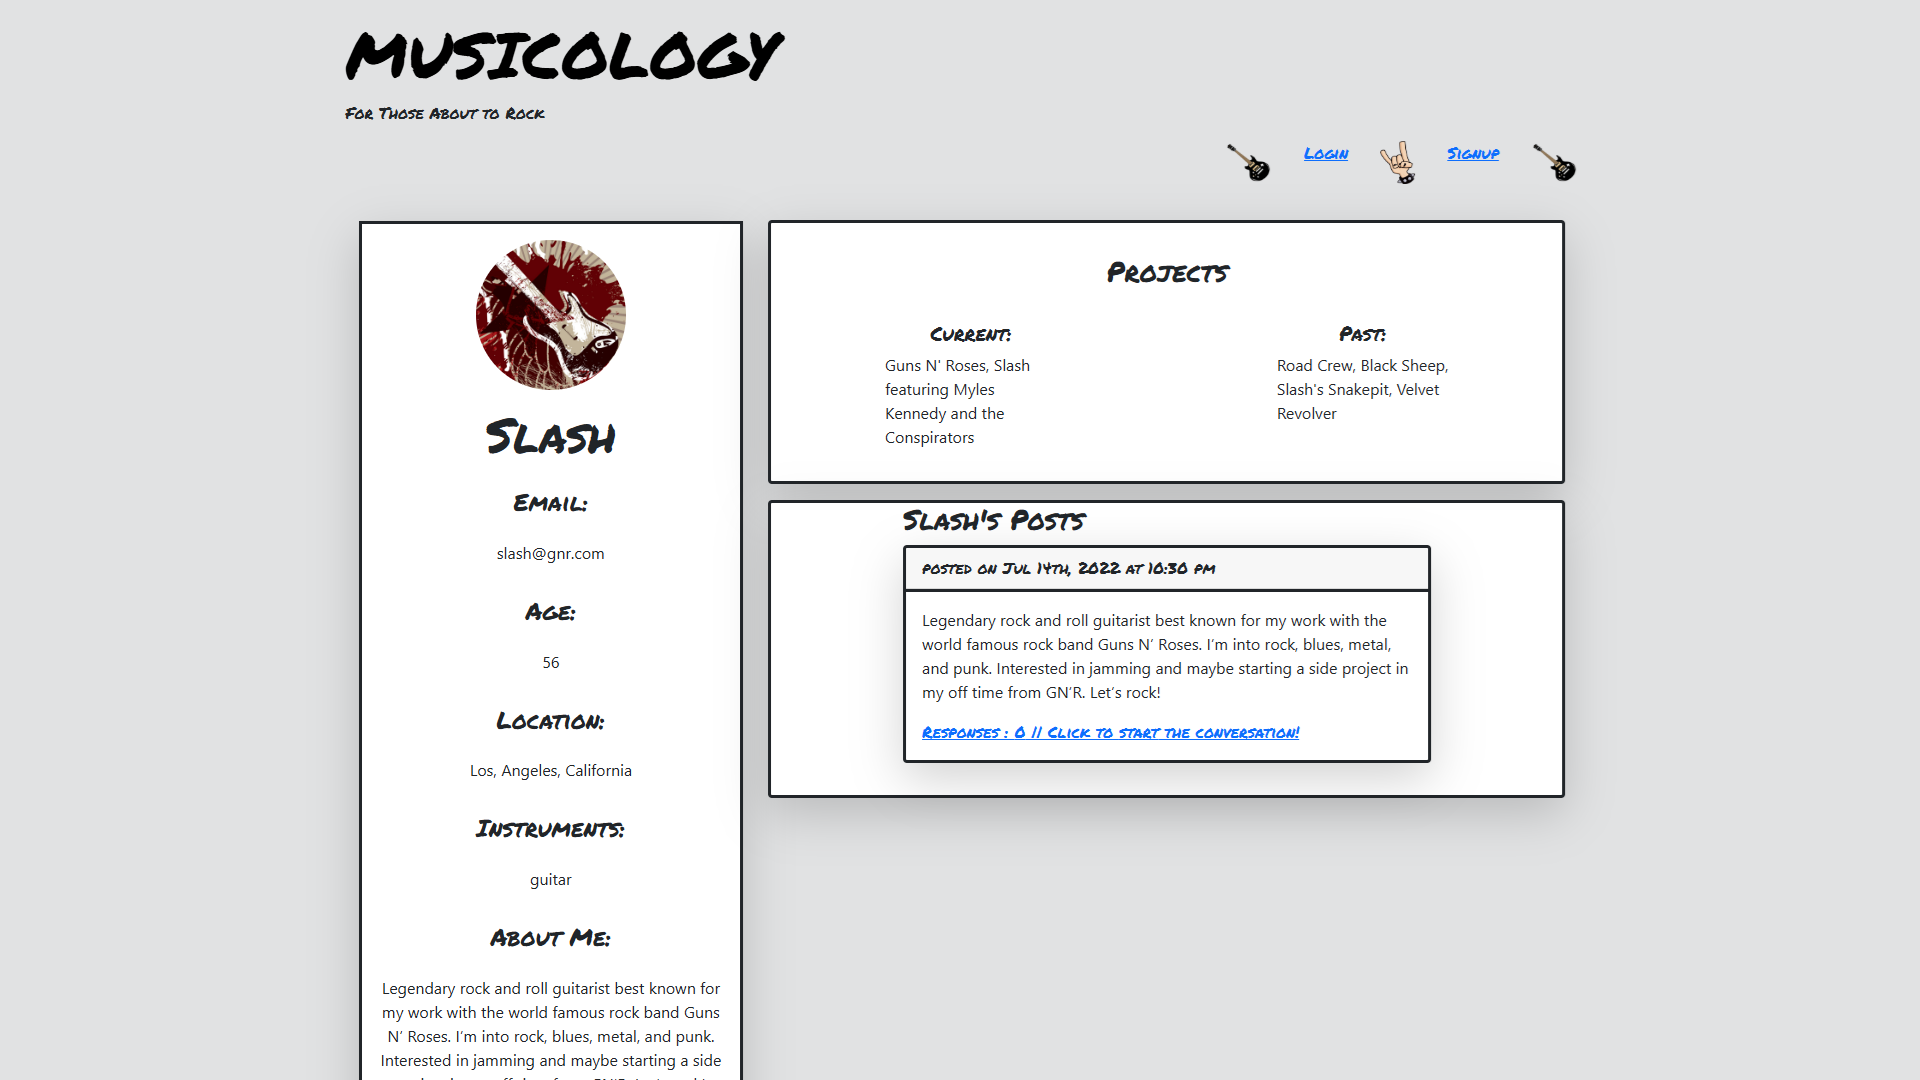 MUSICOLOGY
For Those About to Rock
Login
Signup
Slash
Email:
slash@gnr.com
Age:
56
Location:
Los, Angeles, California
Instruments:
guitar
About Me:
Legendary rock and roll guitarist best known for
my work with the world famous rock band Guns
N’ Roses. I’m into rock, blues, metal, and punk.
Interested in jamming and maybe starting a side
Projects
Current:
Guns N' Roses, Slash
featuring Myles
Kennedy and the
Conspirators
Past:
Road Crew, Black Sheep,
Slash's Snakepit, Velvet
Revolver
Slash's Posts
posted on Jul 14th, 2022 at 10:30 pm
Legendary rock and roll guitarist best known for my work with the
world famous rock band Guns N’ Roses. I’m into rock, blues, metal,
and punk. Interested in jamming and maybe starting a side project in
my off time from GN’R. Let’s rock!
Responses : 0 // Click to start the conversation!